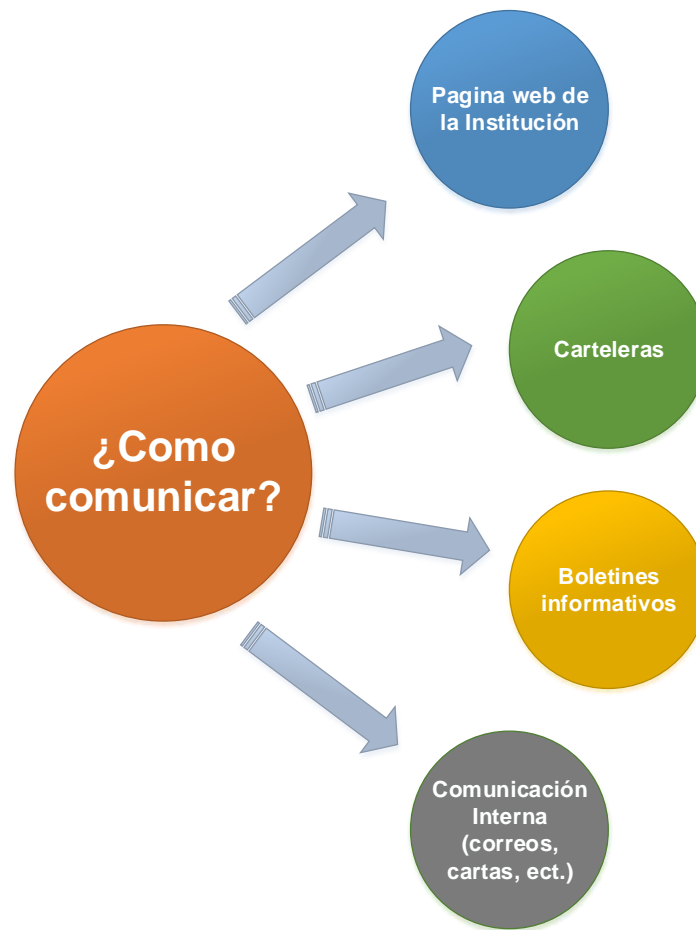 Pagina web de
la Institución
Carteleras
¿Como
comunicar?
Boletines
informativos
Comunicación
Interna
(correos,
cartas, ect.)